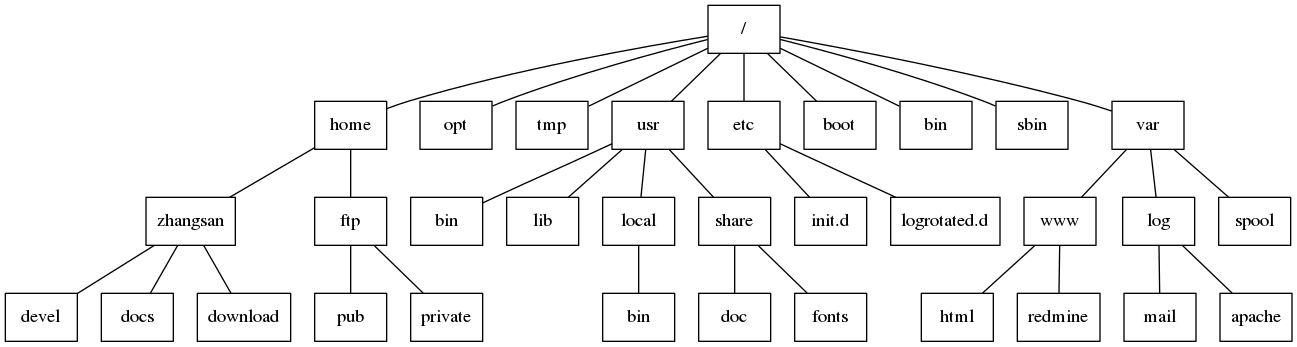 /
home opt tmp usr etc boot bin sbin var
zhangsan ftp bin lib local share init.d logrotated.d www log spool
devel docs download pub private bin doc fonts html redmine mail apache